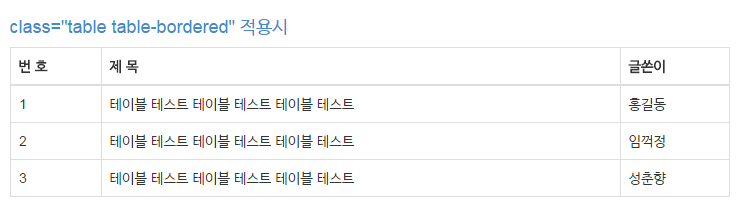 class="table table-bordered" 적용시
번 호 제 목 글쓴이
1 테이블 테스트 테이블 테스트 테이블 테스트 홍길동
2 테이블 테스트 테이블 테스트 테이블 테스트 임꺽정
3 테이블 테스트 테이블 테스트 테이블 테스트 성춘향